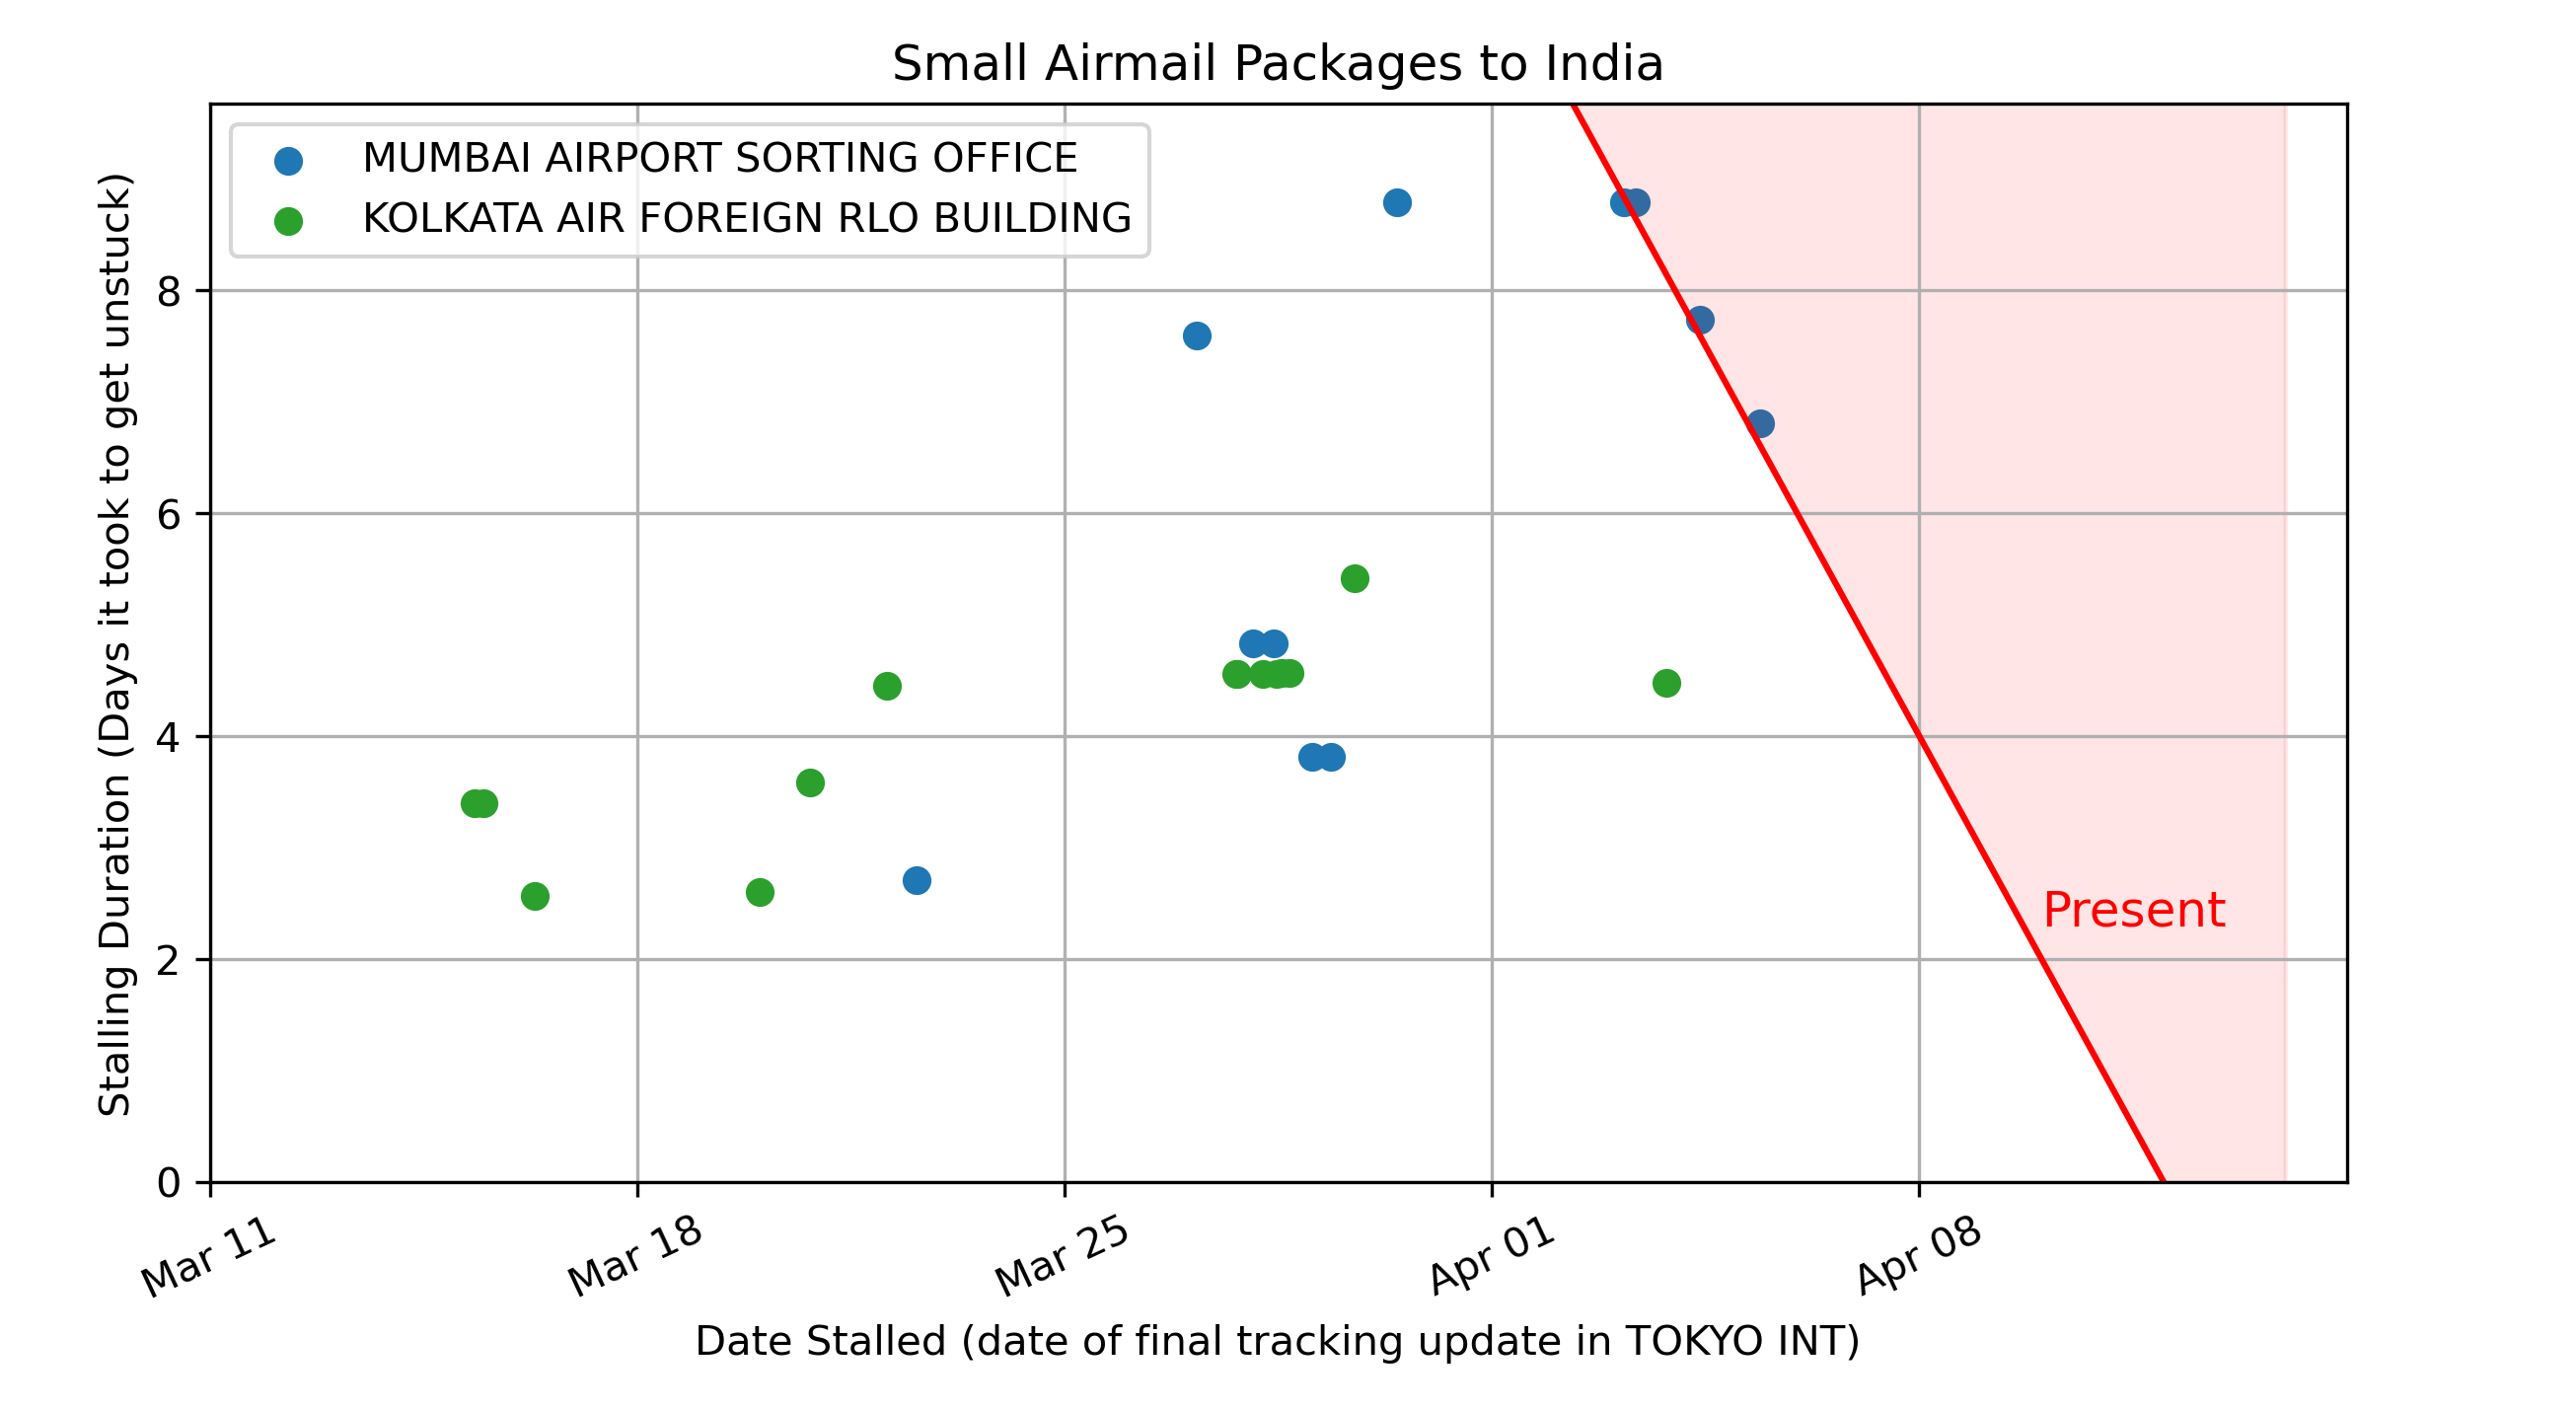 Small Airmail Packages to India
MUMBAI AIRPORT SORTING OFFICE
KOLKATA AIR FOREIGN RLO BUILDING
Stalling Duration (Days it took to get unstuck)
8
6
4
2
0
Present
Mar 11
Mar 18
Mar 25
Apr 01
Apr 08
Date Stalled (date of final tracking update in TOKYO INT)